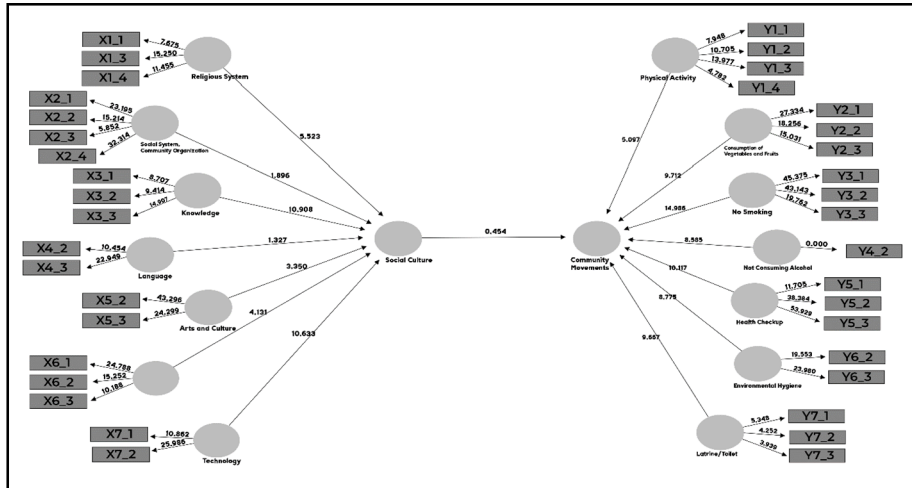 X1_1
X1_3
X1_4
7.675
15.250
11.455
Religious System
X2_1
X2_2
X2_3
X2_4
23.195
15.214
5.852
32.314
Social System,
Community Organization
X3_1
X3_2
X3_3
8.707
9.414
Knowledge
X4_2
X4_3
10.454
22.949
Language
X5_2
X5_3
43.296
24.299
Arts and Culture
X6_1
X6_2
X6_3
24.788
15.252
10.188
X7_1
X7_2
10.862
25.986
Technology
5.523
1.896
10.908
1.327
3.350
4.131
10.633
Social Culture
0.454
Community
Movements
5.097
9.712
14.986
8.565
10.117
8.775
9.667
Physical Activity
7.948
10.705
13.977
4.782
Y1_1
Y1_2
Y1_3
Y1_4
Consumption of
Vegetables and Fruits
27.334
18.256
15.031
Y2_1
Y2_2
Y2_3
No Smoking
45.375
43.143
19.762
Y3_1
Y3_2
Y3_3
Not Consuming Alcohol
0.000
Y4_2
Health Checkup
11.705
38.384
53.928
Y5_1
Y5_2
Y5_3
Environmental Hygiene
19.553
23.980
Y6_2
Y6_3
Latrine/Toilet
5.348
4.252
3.939
Y7_1
Y7_2
Y7_3